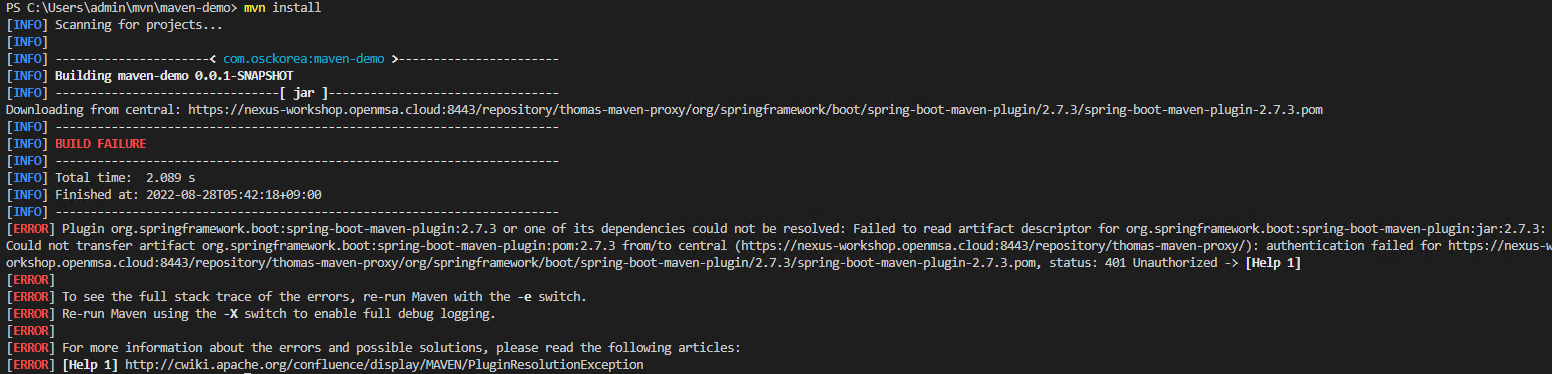 PS C:\Users\admin\mvn\maven-demo> mvn install
[INFO] Scanning for projects...
[INFO]
[INFO] ----------------------< com.osckorea:maven-demo >-----------------------
[INFO] Building maven-demo 0.0.1-SNAPSHOT
[INFO] --------------------------------[ jar ]---------------------------------
Downloading from central: https://nexus-workshop.openmsa.cloud:8443/repository/thomas-maven-proxy/org/springframework/boot/spring-boot-maven-plugin/2.7.3/spring-boot-maven-plugin-2.7.3.pom
[INFO] ------------------------------------------------------------------------
[INFO] BUILD FAILURE
[INFO] ------------------------------------------------------------------------
[INFO] Total time:  2.089 s
[INFO] Finished at: 2022-08-28T05:42:18+09:00
[INFO] ------------------------------------------------------------------------
[ERROR] Plugin org.springframework.boot:spring-boot-maven-plugin:2.7.3 or one of its dependencies could not be resolved: Failed to read artifact descriptor for org.springframework.boot:spring-boot-maven-plugin:jar:2.7.3:
Could not transfer artifact org.springframework.boot:spring-boot-maven-plugin:pom:2.7.3 from/to central (https://nexus-workshop.openmsa.cloud:8443/repository/thomas-maven-proxy/): authentication failed for https://nexus-w
orkshop.openmsa.cloud:8443/repository/thomas-maven-proxy/org/springframework/boot/spring-boot-maven-plugin/2.7.3/spring-boot-maven-plugin-2.7.3.pom, status: 401 Unauthorized -> [Help 1]
[ERROR]
[ERROR] To see the full stack trace of the errors, re-run Maven with the -e switch.
[ERROR] Re-run Maven using the -X switch to enable full debug logging.
[ERROR]
[ERROR] For more information about the errors and possible solutions, please read the following articles:
[ERROR] [Help 1] http://cwiki.apache.org/confluence/display/MAVEN/PluginResolutionException